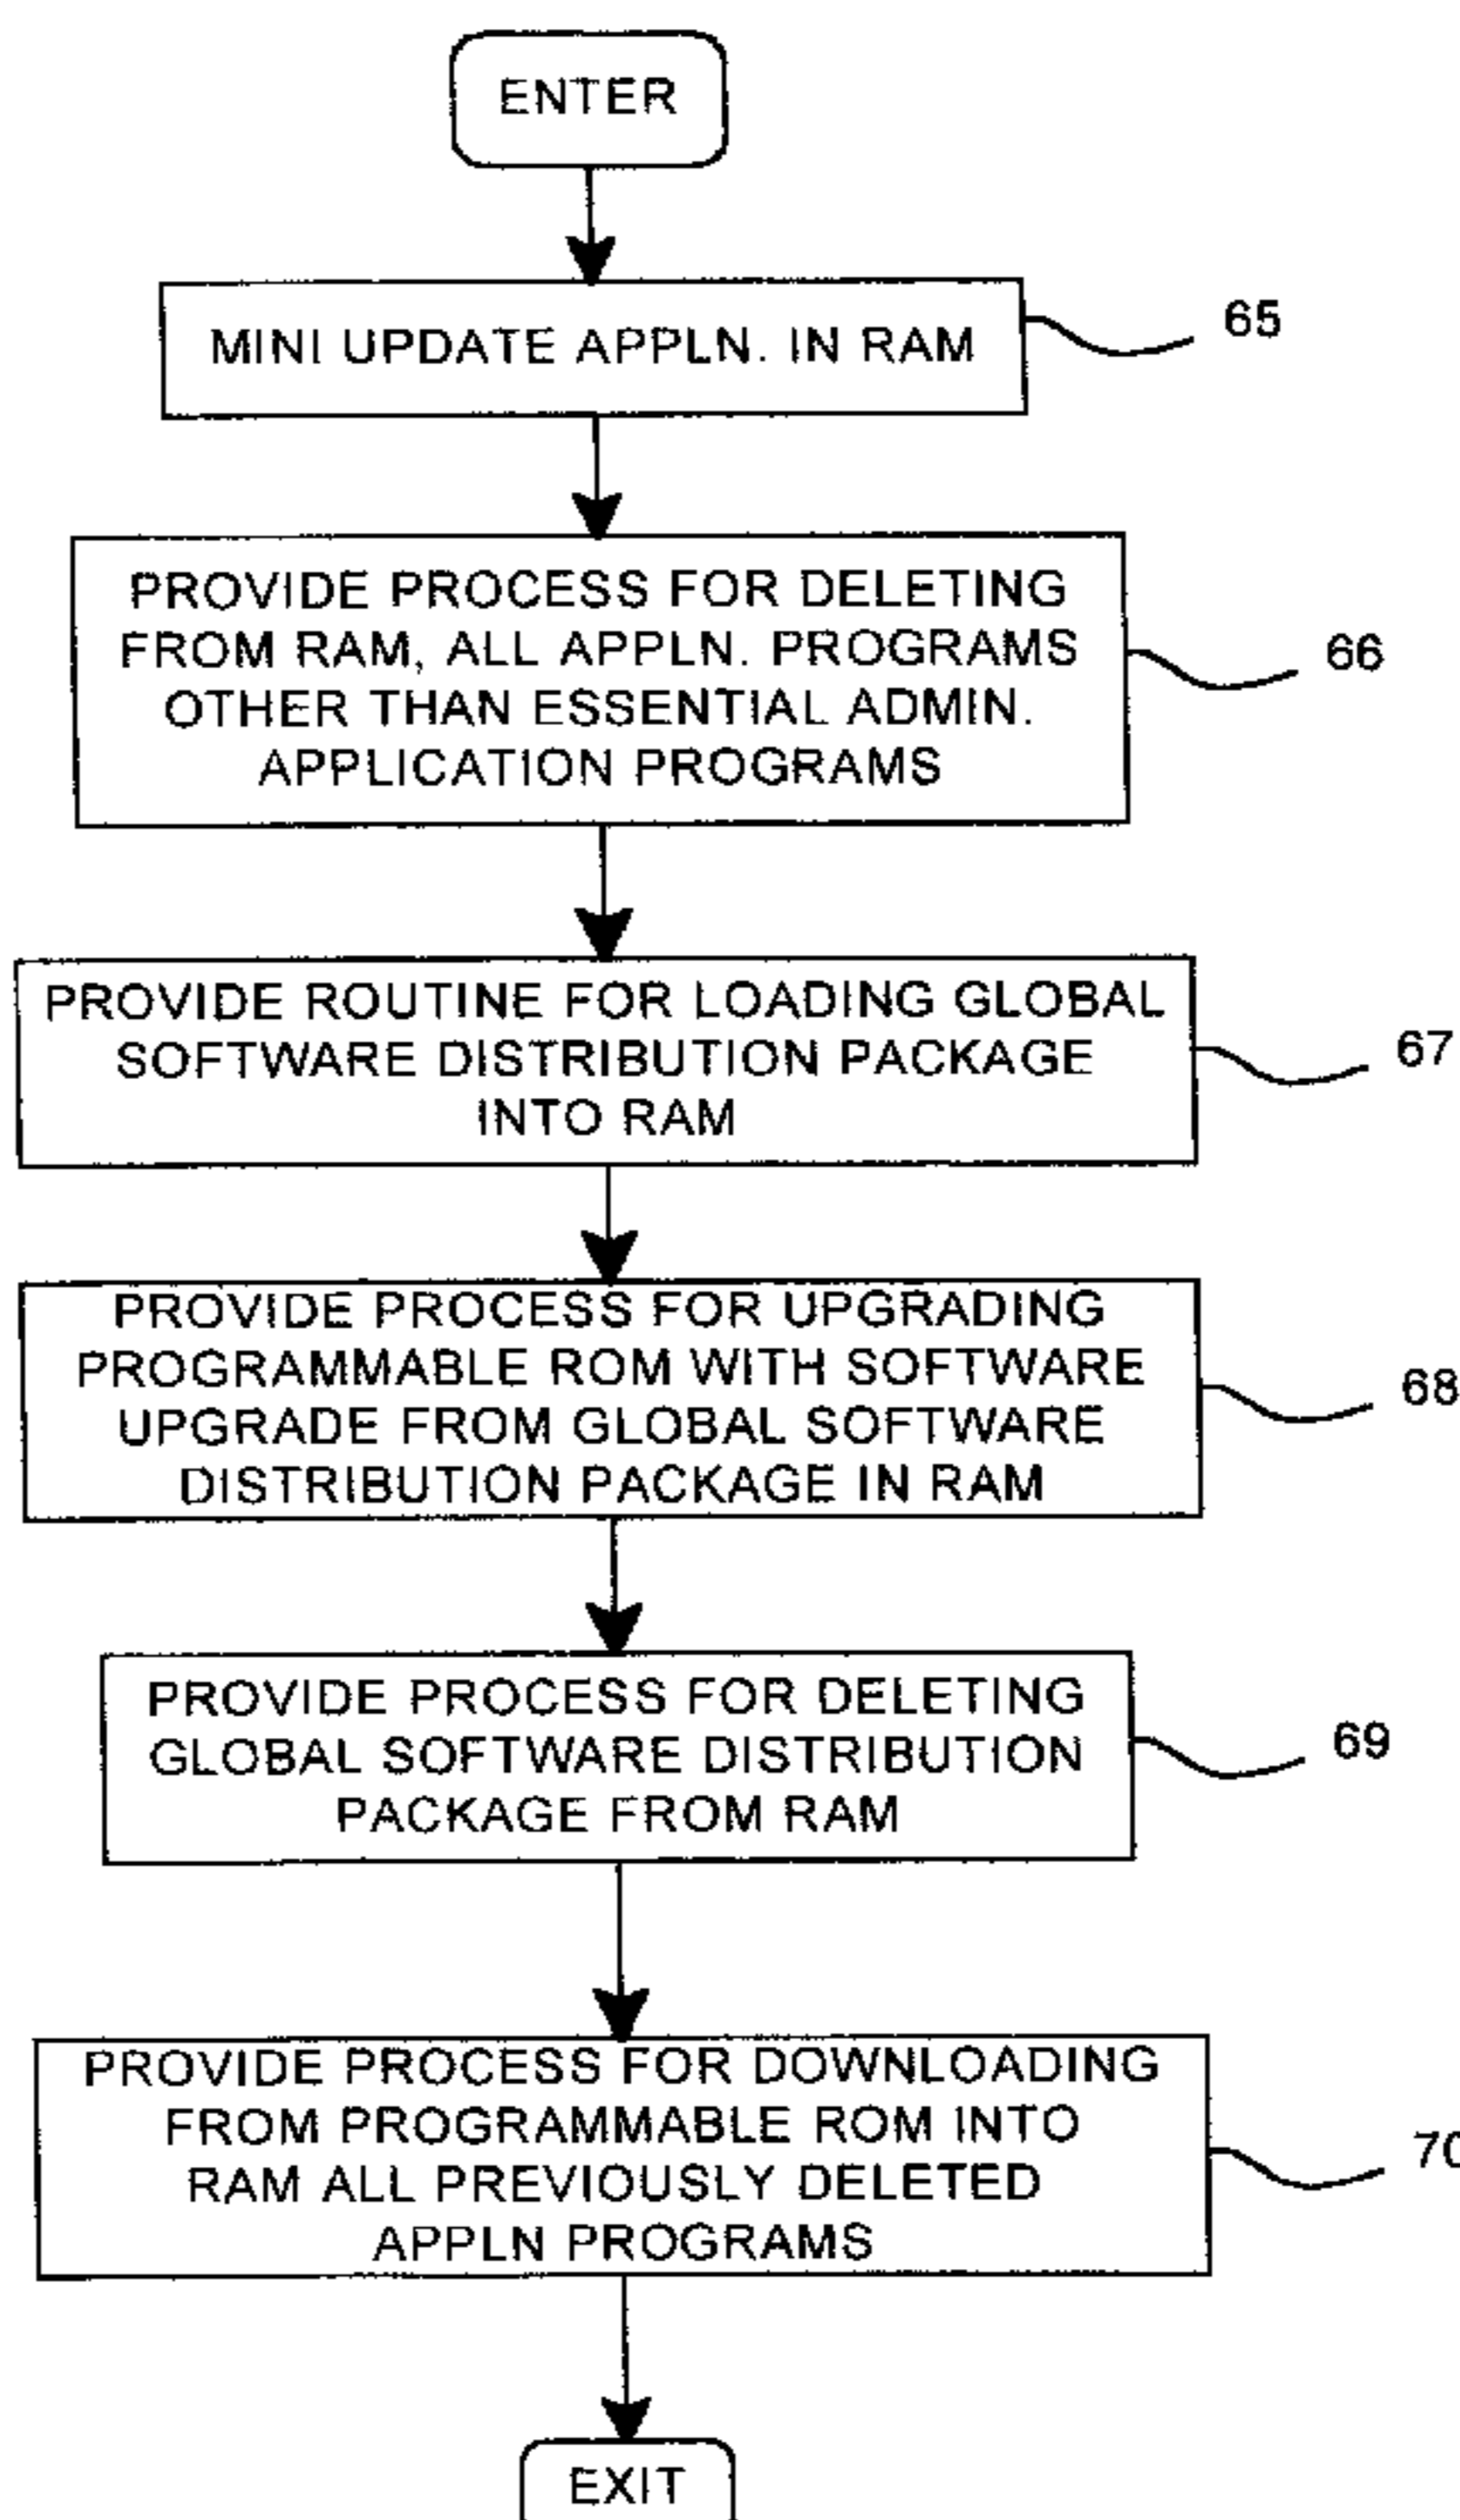 ENTER
MINI UPDATE APPLN. IN RAM
65
PROVIDE PROCESS FOR DELETING
FROM RAM, ALL APPLN. PROGRAMS
OTHER THAN ESSENTIAL ADMIN.
APPLICATION PROGRAMS
66
PROVIDE ROUTINE FOR LOADING GLOBAL
SOFTWARE DISTRIBUTION PACKAGE
INTO RAM
67
PROVIDE PROCESS FOR UPGRADING
PROGRAMMABLE ROM WITH SOFTWARE
UPGRADE FROM GLOBAL SOFTWARE
DISTRIBUTION PACKAGE IN RAM
68
PROVIDE PROCESS FOR DELETING
GLOBAL SOFTWARE DISTRIBUTION
PACKAGE FROM RAM
69
PROVIDE PROCESS FOR DOWNLOADING
FROM PROGRAMMABLE ROM INTO
RAM ALL PREVIOUSLY DELETED
APPLN PROGRAMS
70
EXIT